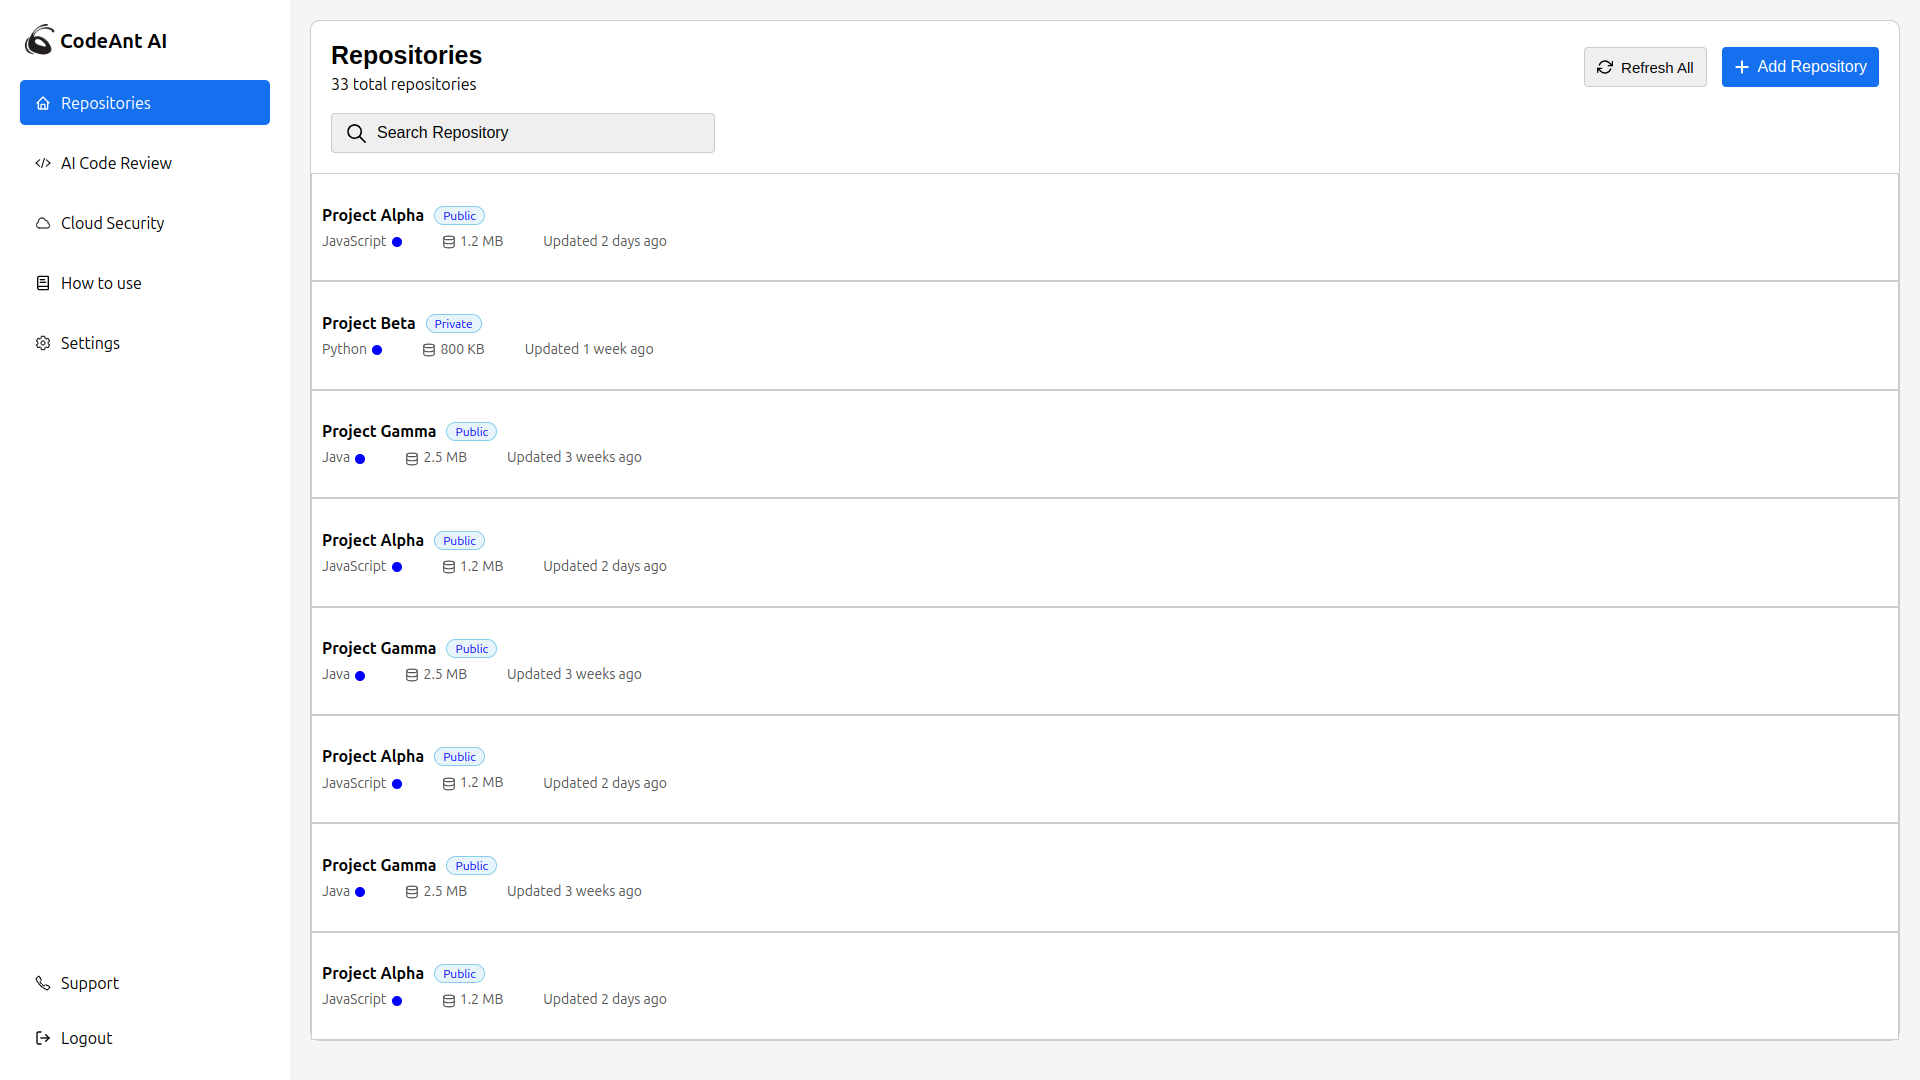 CodeAnt AI
Repositories
AI Code Review
Cloud Security
How to use
Settings
Support
Logout
Repositories
33 total repositories
Refresh All
Add Repository
Search Repository
Project Alpha Public
JavaScript 1.2 MB Updated 2 days ago
Project Beta Private
Python 800 KB Updated 1 week ago
Project Gamma Public
Java 2.5 MB Updated 3 weeks ago
Project Alpha Public
JavaScript 1.2 MB Updated 2 days ago
Project Gamma Public
Java 2.5 MB Updated 3 weeks ago
Project Alpha Public
JavaScript 1.2 MB Updated 2 days ago
Project Gamma Public
Java 2.5 MB Updated 3 weeks ago
Project Alpha Public
JavaScript 1.2 MB Updated 2 days ago